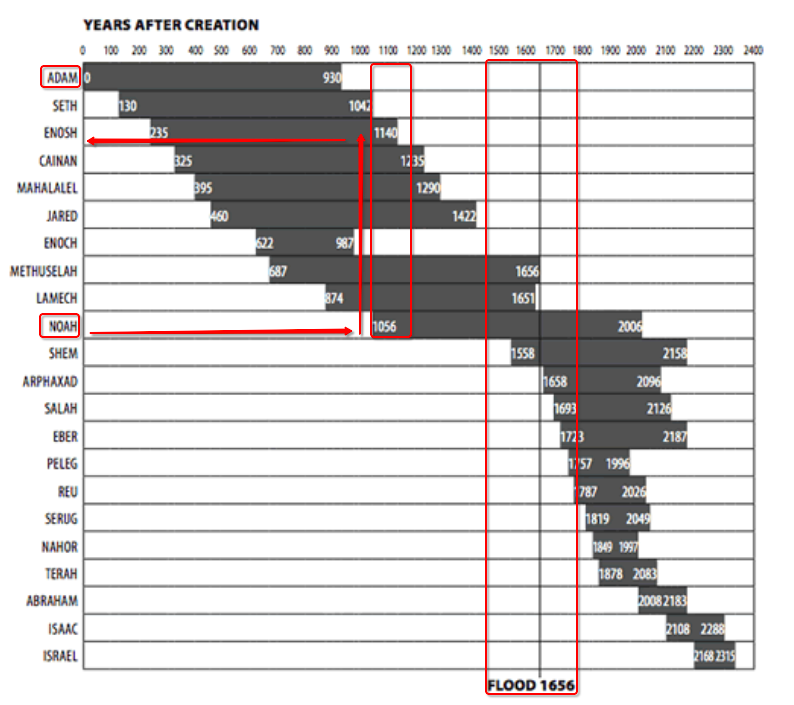 YEARS AFTER CREATION
0 100 200 300 400 500 600 700 800 900 1000 1100 1200 1300 1400 1500 1600 1700 1800 1900 2000 2100 2200 2300 2400
ADAM 0 930
SETH 130 1042
ENOSH 235 1140
CAINAN 325 1235
MAHALALEL 395 1290
JARED 460 1422
ENOCH 622 987
METHUSELAH 687 1656
LAMECH 874 1651
NOAH 1056 2006
SHEM 1558 2158
ARPHAXAD 1658 2096
SALAH 1693 2126
EBER 1723 2187
PELEG 1757 1996
REU 1787 2026
SERUG 1819 2049
NAHOR 1849 1997
TERAH 1878 2083
ABRAHAM 2008 2183
ISAAC 2108 2288
ISRAEL 2168 2315
FLOOD 1656